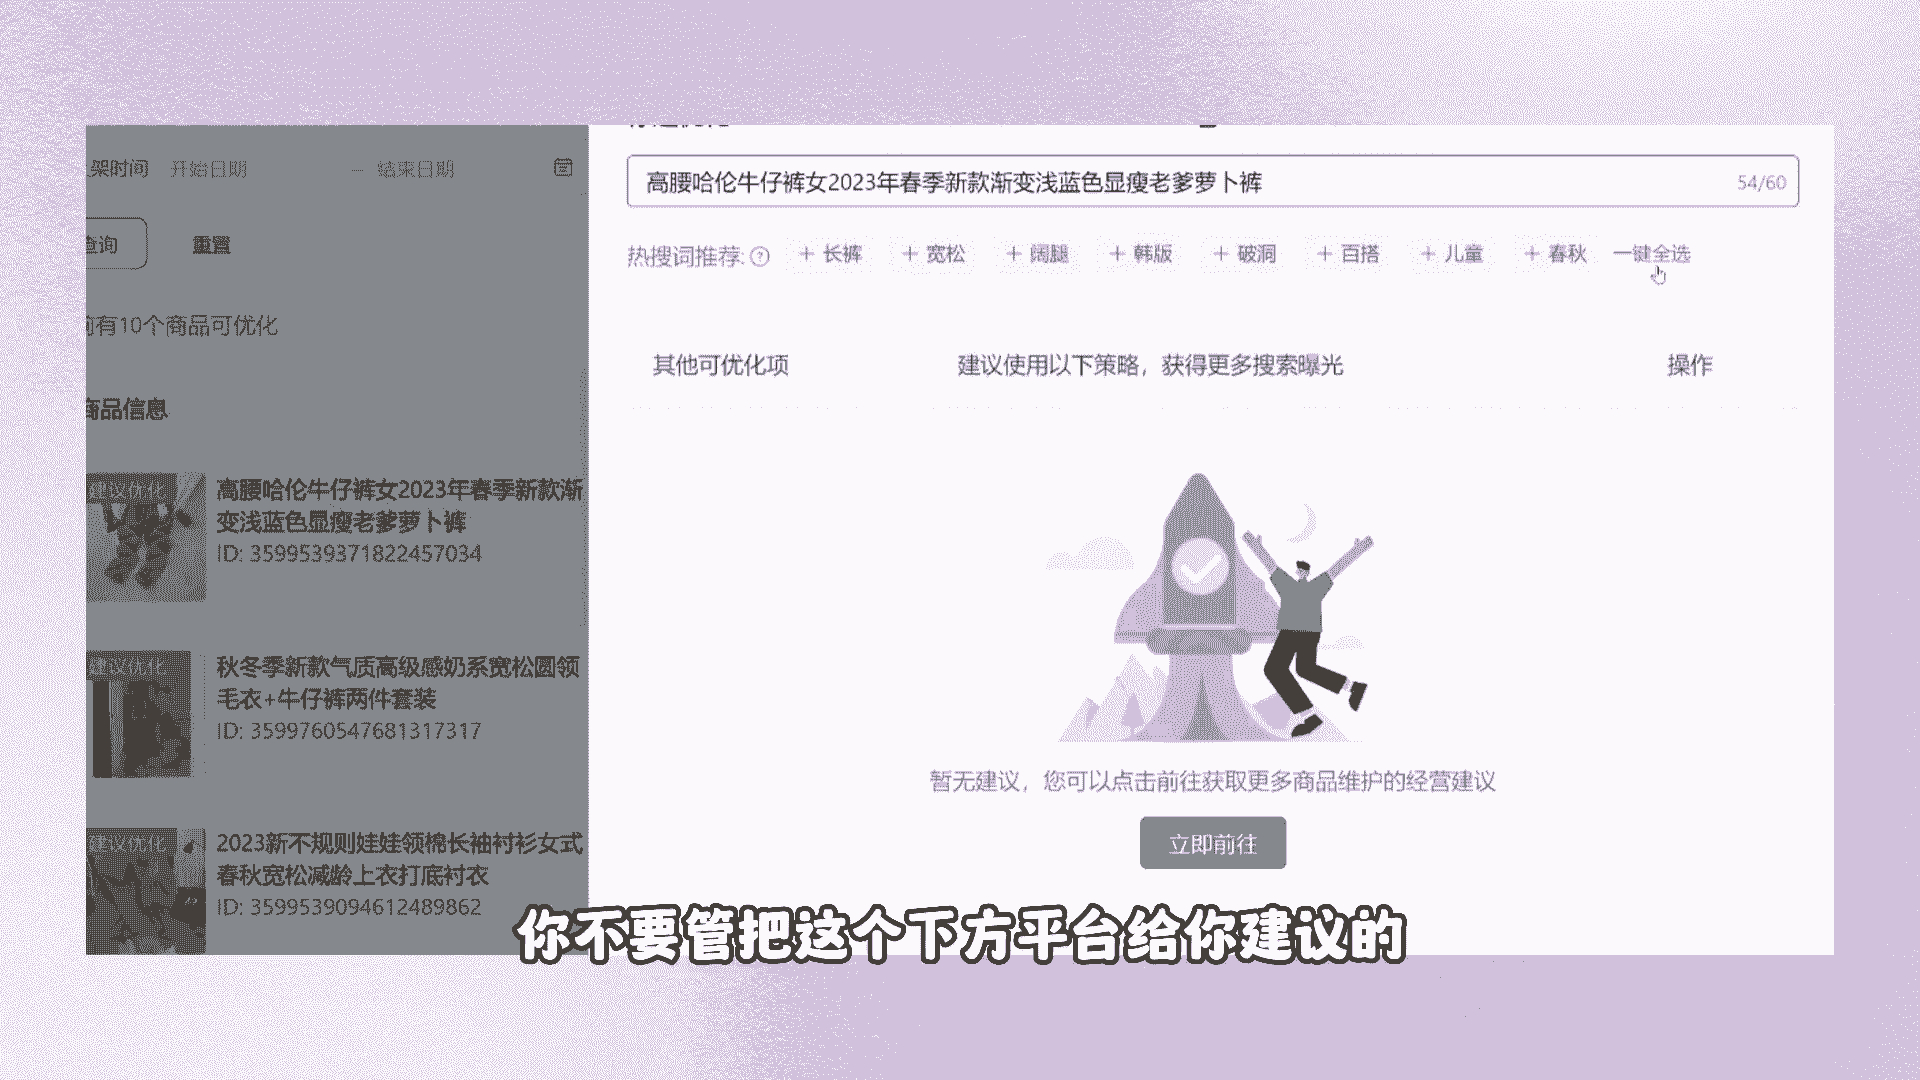 架时间 开始日期 — 结束日期
查询 重置
前有10个商品可优化
商品信息
建议优化
高腰哈伦牛仔裤女2023年春季新款渐
变浅蓝色显瘦老爹萝卜裤
ID: 3599539371822457034
建议优化
秋冬季新款气质高级感奶系宽松圆领
毛衣+牛仔裤两件套装
ID: 3599760547681317317
建议优化
2023新不规则娃娃领棉长袖衬衫女式
春秋宽松减龄上衣打底衬衣
ID: 3599539094612489862
高腰哈伦牛仔裤女2023年春季新款渐变浅蓝色显瘦老爹萝卜裤 54/60
热搜词推荐: ? + 长裤 + 宽松 + 阔腿 + 韩版 + 破洞 + 百搭 + 儿童 + 春秋 一键全选
其他可优化项 建议使用以下策略，获得更多搜索曝光 操作
暂无建议，您可以点击前往获取更多商品维护的经营建议
立即前往
你不要管把这个下方平台给你建议的